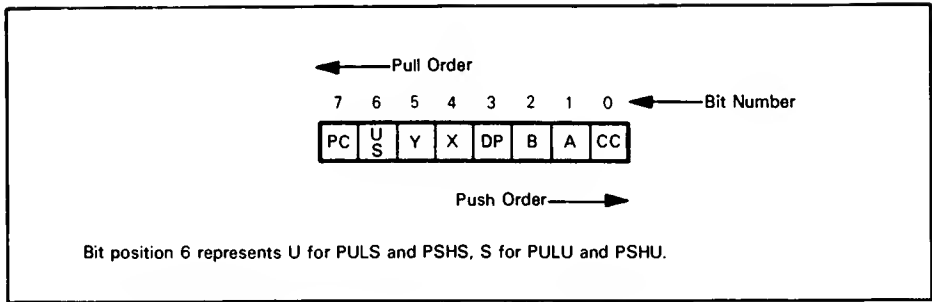 Pull Order
7 6 5 4 3 2 1 0 Bit Number
PC U S Y X DP B A CC
Push Order
Bit position 6 represents U for PULS and PSHS, S for PULU and PSHU.